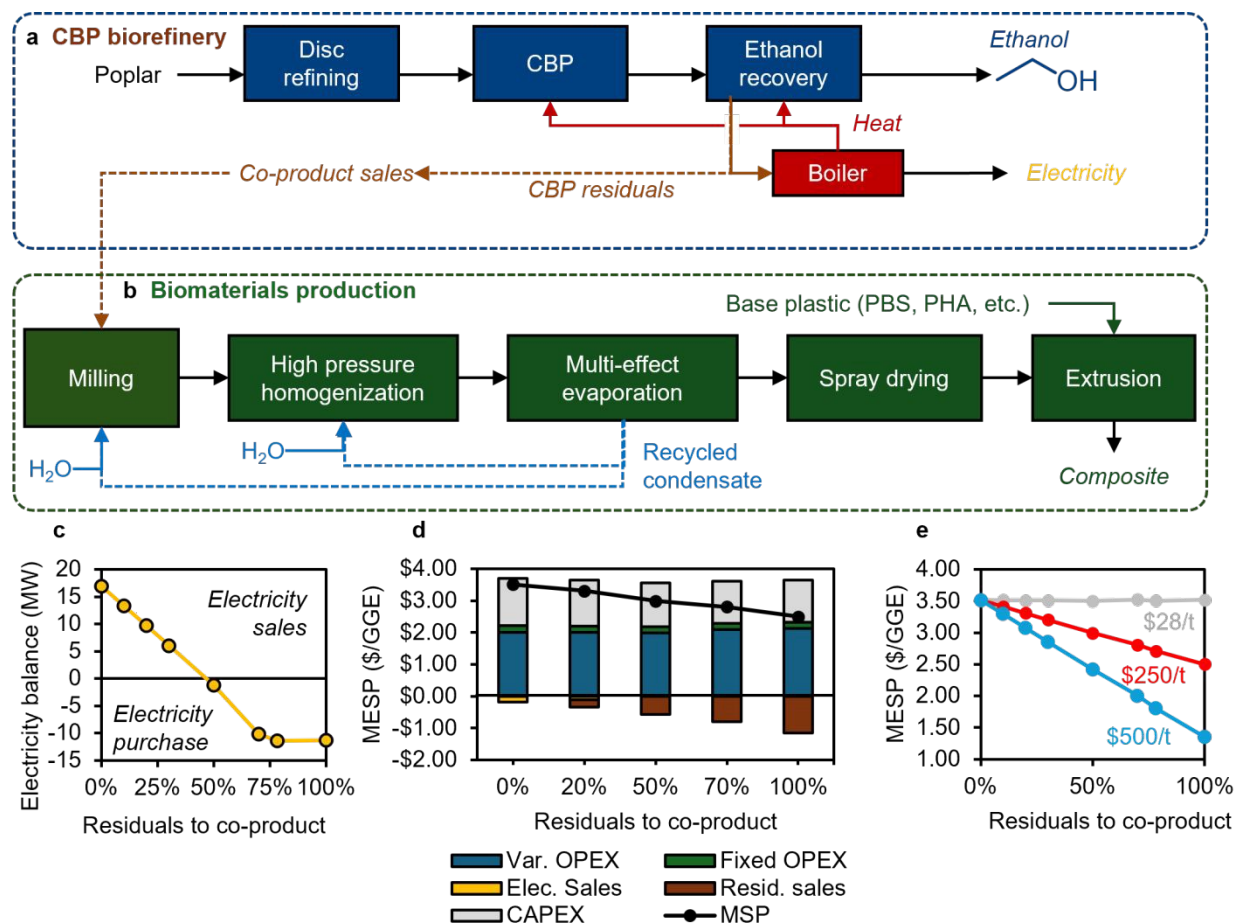 a CBP biorefinery
Poplar
Disc
refining
CBP
Ethanol
recovery
Ethanol
OH
Heat
Co-product sales
CBP residuals
Boiler
Electricity
b Biomaterials production
Base plastic (PBS, PHA, etc.)
Milling
High pressure
homogenization
Multi-effect
evaporation
Spray drying
Extrusion
H₂O
H₂O
Recycled
condensate
Composite
c
Electricity balance (MW)
20
15
10
5
0
-5
-10
-15
Electricity
sales
Electricity
purchase
0% 25% 50% 75% 100%
Residuals to co-product
d
MESP ($/GGE)
$4.00
$3.00
$2.00
$1.00
$0.00
-$1.00
-$2.00
0% 20% 50% 70% 100%
Residuals to co-product
e
MESP ($/GGE)
4.00
3.50
3.00
2.50
2.00
1.50
1.00
$28/t
$250/t
$500/t
0% 50% 100%
Residuals to co-product
Var. OPEX Fixed OPEX
Elec. Sales Resid. sales
CAPEX MSP